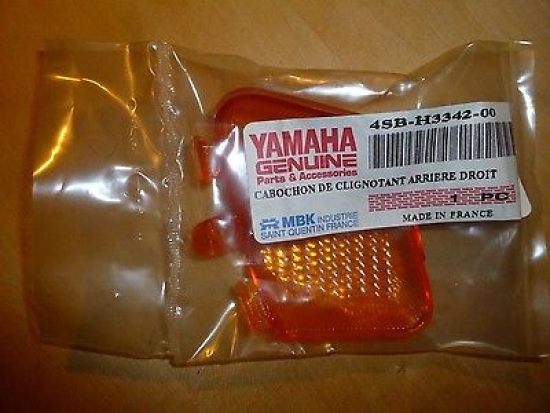 YAMAHA
GENUINE
Parts & Accessories
4SB-H3342-00
CABOCHON DE CLIGNOTANT ARRIERE DROIT
1 PC
MADE IN FRANCE
MBK INDUSTRIE
SAINT QUENTIN FRANCE